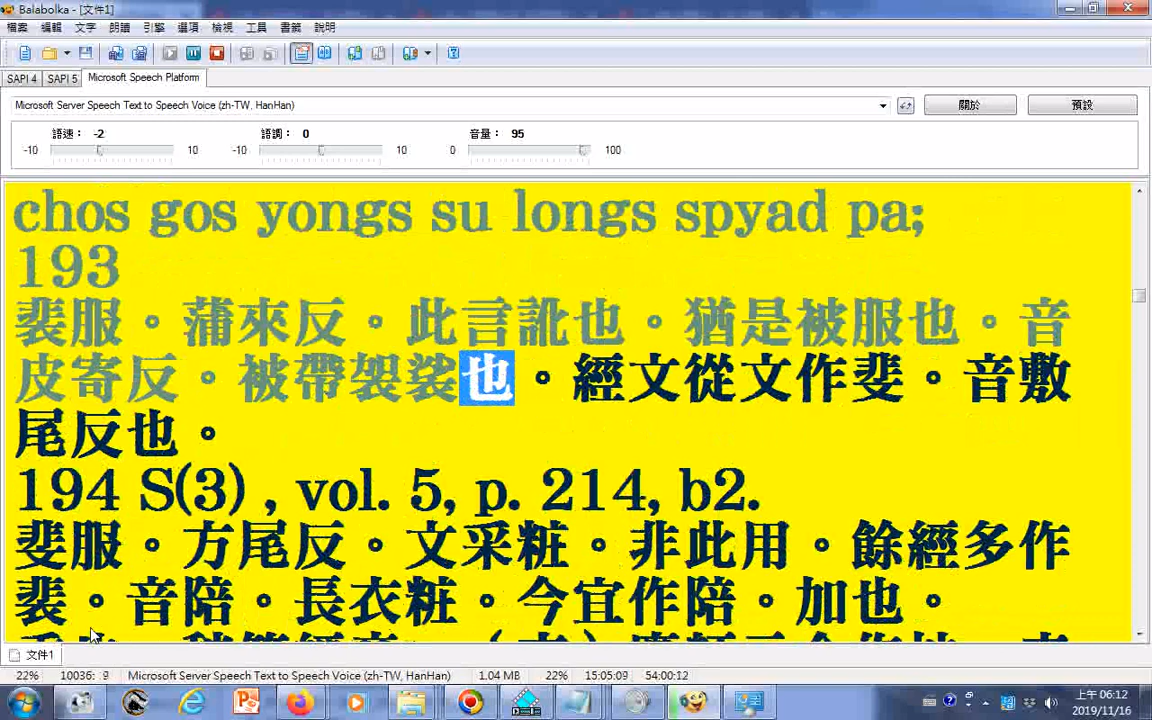 Balabolka - [文件1]
檔案 編輯 文字 朗讀 引擎 選項 檢視 工具 書籤 說明
SAPI 4 SAPI 5 Microsoft Speech Platform
Microsoft Server Speech Text to Speech Voice (zh-TW, HanHan) 關於 預設
語速： -2 語調： 0 音量： 95
-10 10 -10 10 0 100
chos gos yongs su longs spyad pa;
193
裴服。蒲來反。此言訛也。猶是被服也。音
皮寄反。被帶袈裟也。經文從文作斐。音敷
尾反也。
194 S(3) , vol. 5, p. 214, b2.
斐服。方尾反。文采粧。非此用。餘經多作
裴。音陪。長衣粧。今宜作陪。加也。
文件1
22% 10036: 9 Microsoft Server Speech Text to Speech Voice (zh-TW, HanHan) 1.04 MB 22% 15:05:09 54:00:12
上午 06:12
2019/11/16